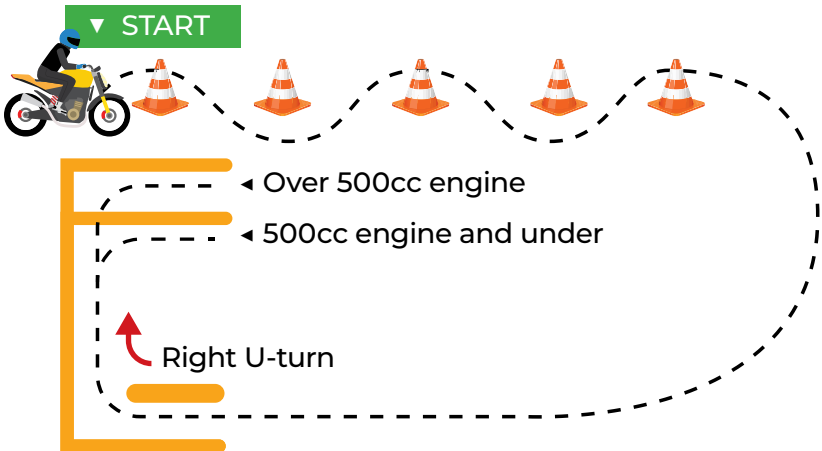 ▼ START
◄ Over 500cc engine
◄ 500cc engine and under
Right U-turn